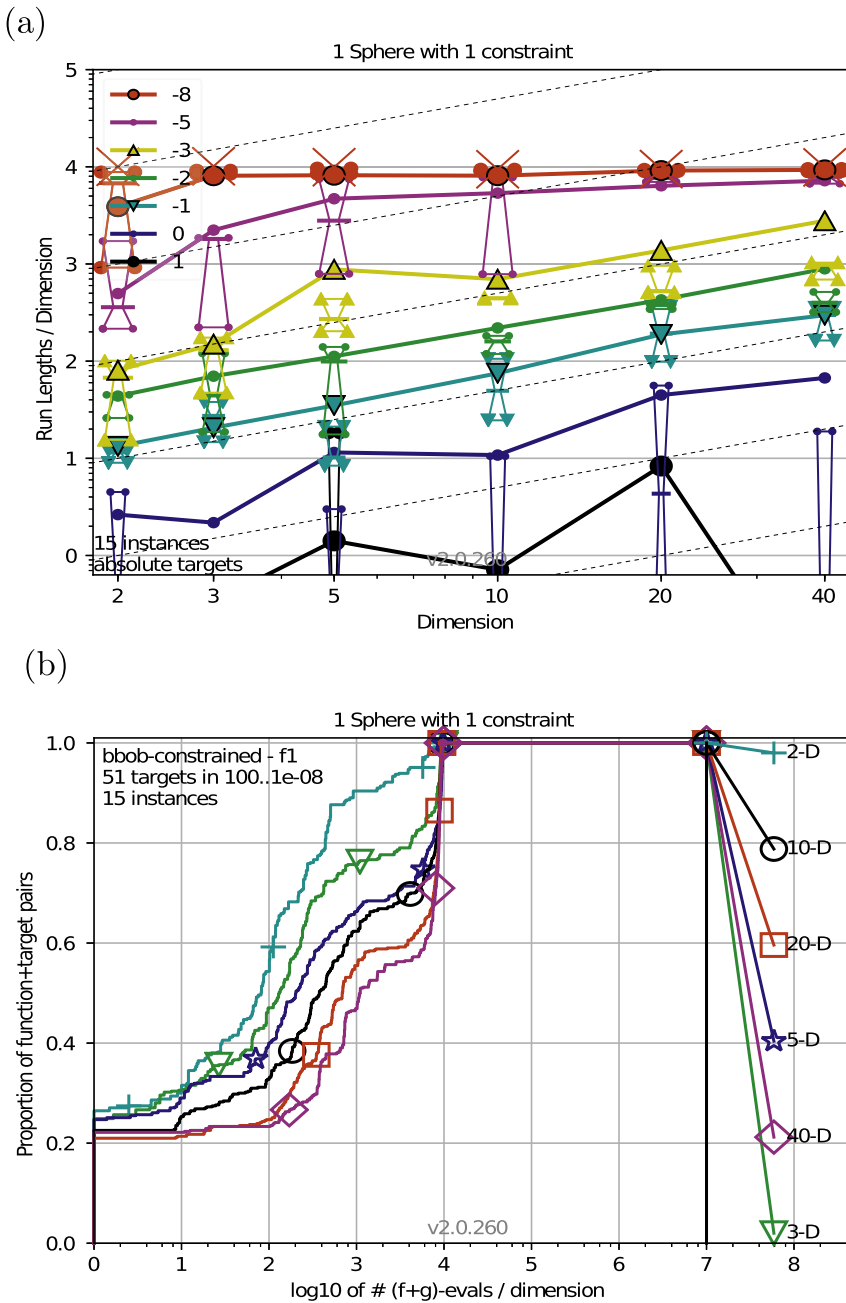 (a)
1 Sphere with 1 constraint
5
4
3
2
1
0
Run Lengths / Dimension
-8
-5
-3
-2
-1
0
1
15 instances
absolute targets
v2.0.260
2
3
5
10
20
40
Dimension
(b)
1 Sphere with 1 constraint
1.0
0.8
0.6
0.4
0.2
0.0
Proportion of function+target pairs
bbob-constrained - f1
51 targets in 100..1e-08
15 instances
2-D
10-D
20-D
5-D
40-D
3-D
v2.0.260
0
1
2
3
4
5
6
7
8
log10 of # (f+g)-evals / dimension